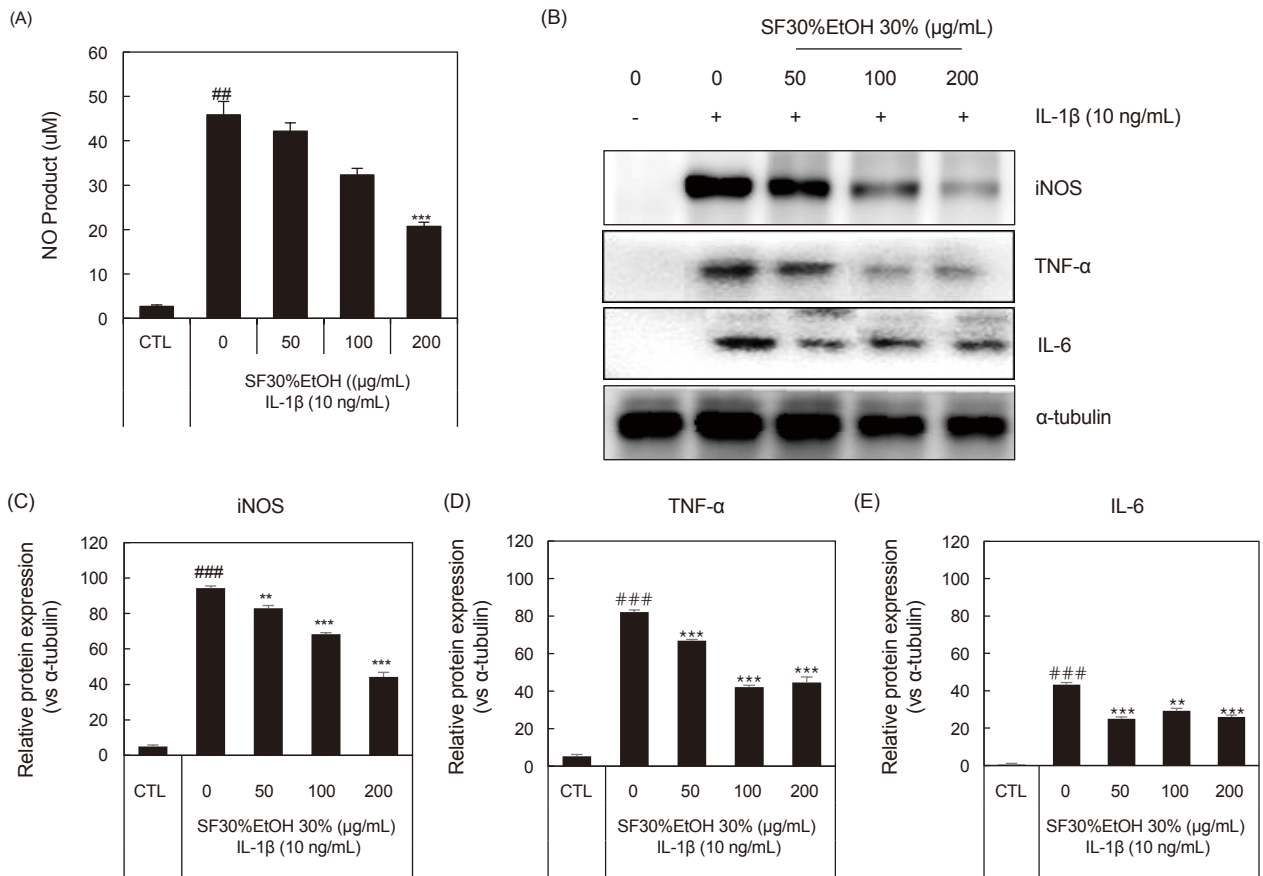 (A)
NO Product (uM)
60
50
40
30
20
10
0
##
***
CTL 0 50 100 200
SF30%EtOH ((µg/mL)
IL-1β (10 ng/mL)
(B)
SF30%EtOH 30% (µg/mL)
0 0 50 100 200
- + + + + IL-1β (10 ng/mL)
iNOS
TNF-α
IL-6
α-tubulin
(C)
iNOS
Relative protein expression
(vs α-tubulin)
120
100
80
60
40
20
0
###
**
***
***
CTL 0 50 100 200
SF30%EtOH 30% (µg/mL)
IL-1β (10 ng/mL)
(D)
TNF-α
Relative protein expression
(vs α-tubulin)
120
100
80
60
40
20
0
###
***
***
***
CTL 0 50 100 200
SF30%EtOH 30% (µg/mL)
IL-1β (10 ng/mL)
(E)
IL-6
Relative protein expression
(vs α-tubulin)
120
100
80
60
40
20
0
###
***
**
***
CTL 0 50 100 200
SF30%EtOH 30% (µg/mL)
IL-1β (10 ng/mL)